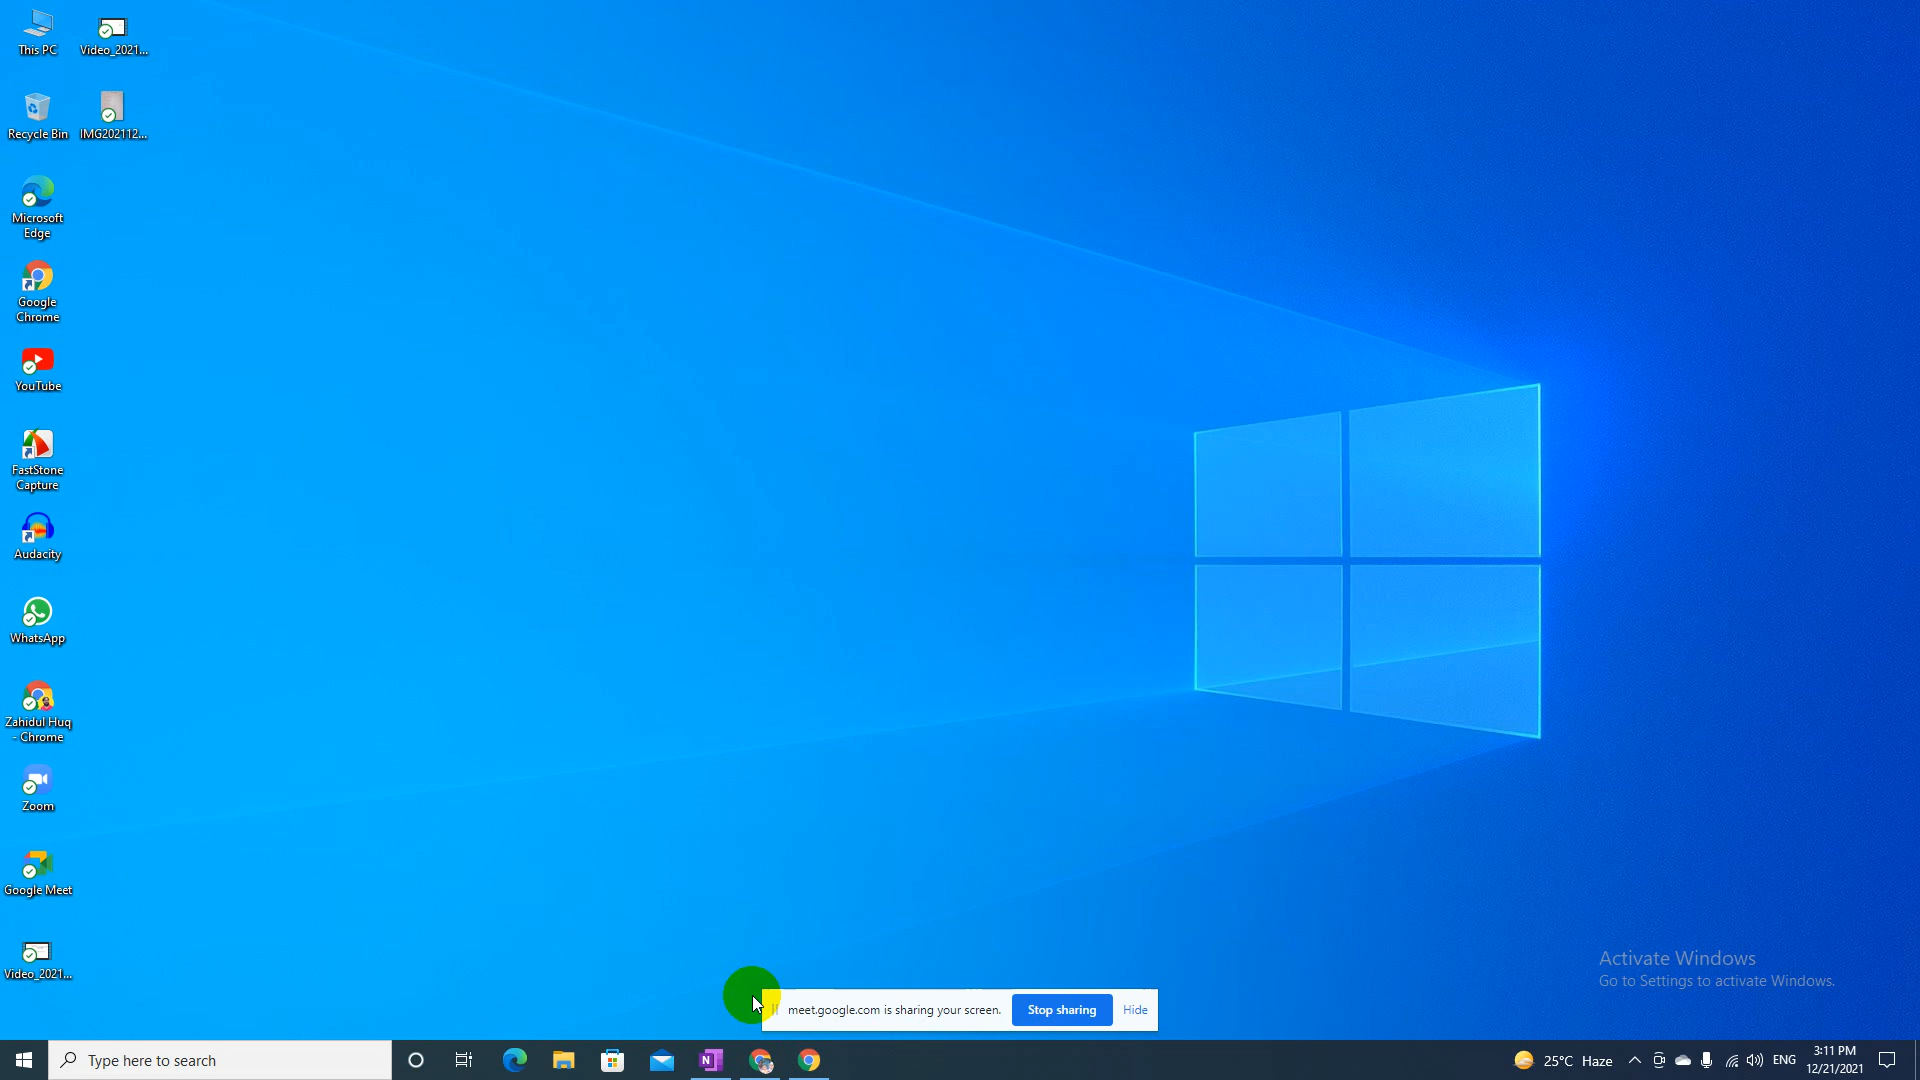 This PC
Video_2021...
Recycle Bin
IMG202112...
Microsoft
Edge
Google
Chrome
YouTube
FastStone
Capture
Audacity
WhatsApp
Zahidul Huq
- Chrome
Zoom
Google Meet
Video_2021...
Activate Windows
Go to Settings to activate Windows.
meet.google.com is sharing your screen.
Stop sharing
Hide
Type here to search
N
25°C Haze
ENG
3:11 PM
12/21/2021